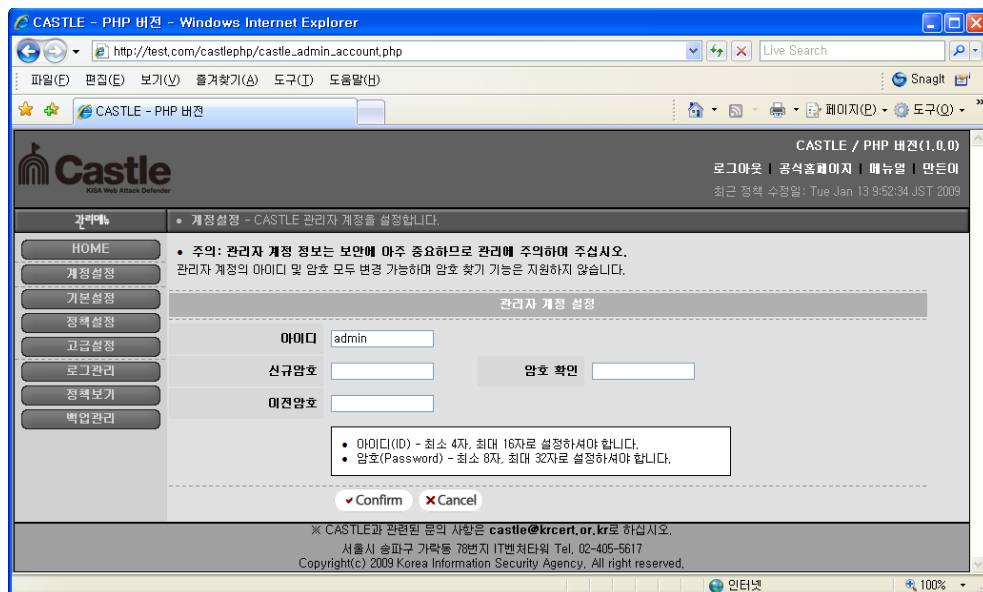 CASTLE - PHP 버전 - Windows Internet Explorer
http://test.com/castlephp/castle_admin_account.php
Live Search
파일(F) 편집(E) 보기(V) 즐겨찾기(A) 도구(T) 도움말(H)
SnagIt
CASTLE - PHP 버전
페이지(P)
도구(O)
Castle
KISA Web Attack Defender
CASTLE / PHP 버전(1.0.0)
로그아웃 | 공식홈페이지 | 메뉴얼 | 만든이
최근 정책 수정일: Tue Jan 13 9:52:34 JST 2009
관리메뉴
• 계정설정 - CASTLE 관리자 계정을 설정합니다.
HOME
계정설정
기본설정
정책설정
고급설정
로그관리
정책보기
백업관리
• 주의: 관리자 계정 정보는 보안에 아주 중요하므로 관리에 주의하여 주십시오.
관리자 계정의 아이디 및 암호 모두 변경 가능하며 암호 찾기 기능은 지원하지 않습니다.
관리자 계정 설정
아이디 admin
신규암호
암호 확인
이전암호
• 아이디(ID) - 최소 4자, 최대 16자로 설정하셔야 합니다.
• 암호(Password) - 최소 8자, 최대 32자로 설정하셔야 합니다.
Confirm
Cancel
※ CASTLE과 관련된 문의 사항은 castle@krcert.or.kr로 하십시오.
서울시 송파구 가락동 78번지 IT벤처타워 Tel. 02-405-5617
Copyright(c) 2009 Korea Information Security Agency. All right reserved.
인터넷
100%